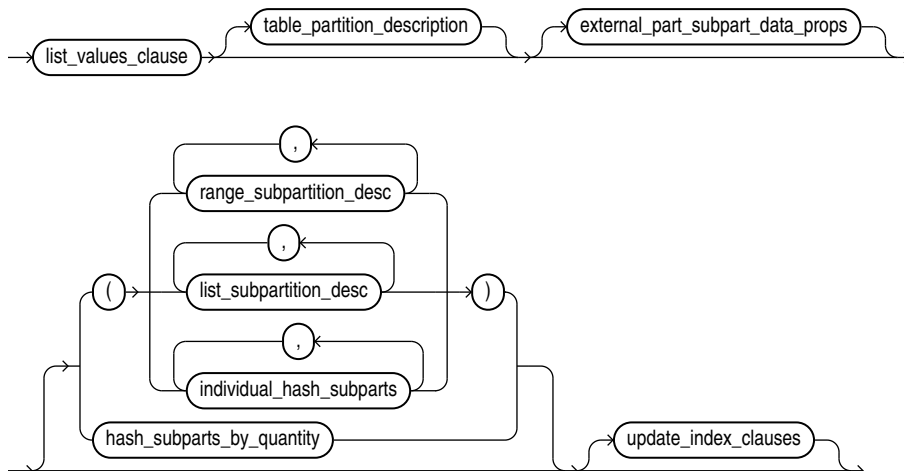 table_partition_description external_part_subpart_data_props
list_values_clause
,
range_subpartition_desc
,
( list_subpartition_desc )
,
individual_hash_subparts
hash_subparts_by_quantity update_index_clauses